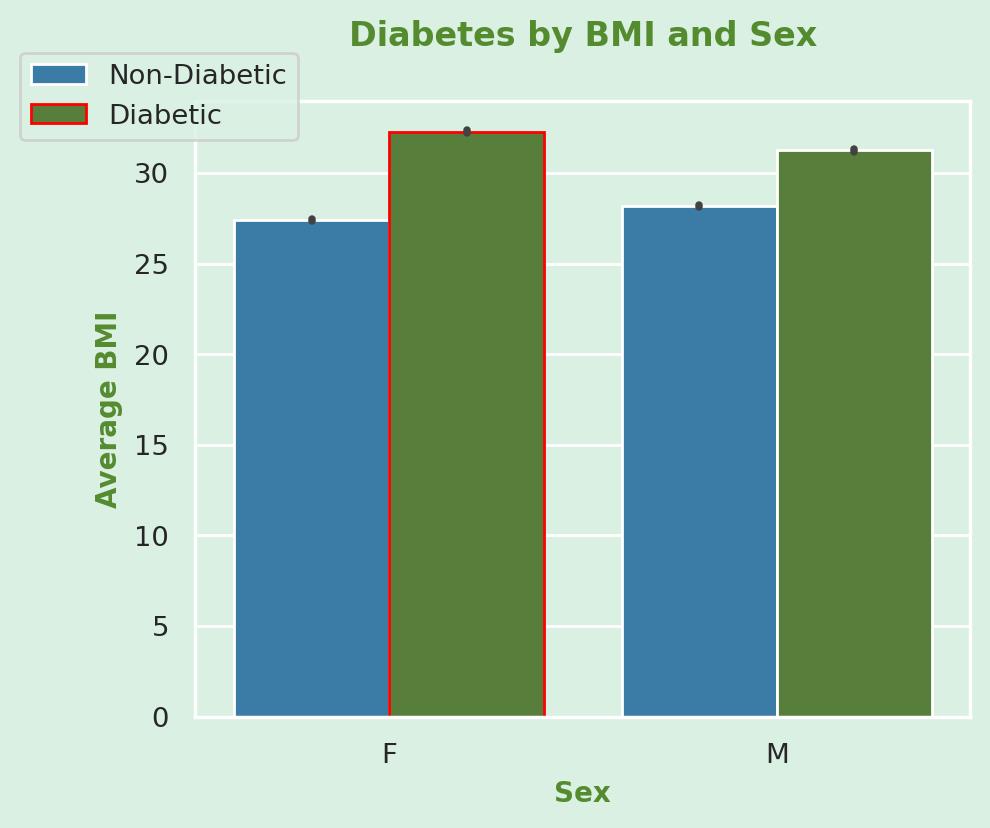 Diabetes by BMI and Sex
Non-Diabetic
Diabetic
30
25
20
15
10
5
0
Average BMI
F
M
Sex